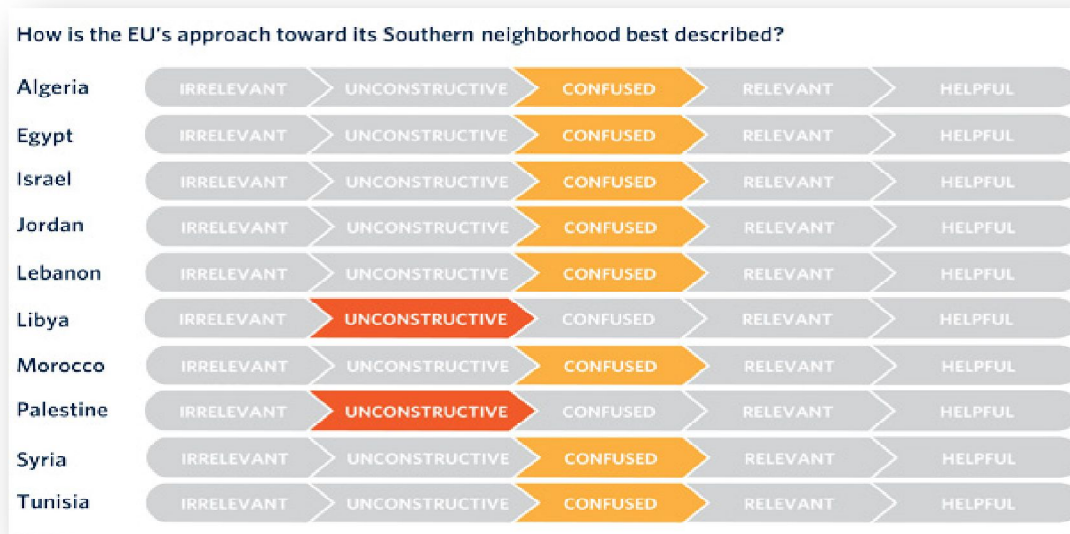 How is the EU's approach toward its Southern neighborhood best described?
Algeria IRRELEVANT UNCONSTRUCTIVE CONFUSED RELEVANT HELPFUL
Egypt IRRELEVANT UNCONSTRUCTIVE CONFUSED RELEVANT HELPFUL
Israel IRRELEVANT UNCONSTRUCTIVE CONFUSED RELEVANT HELPFUL
Jordan IRRELEVANT UNCONSTRUCTIVE CONFUSED RELEVANT HELPFUL
Lebanon IRRELEVANT UNCONSTRUCTIVE CONFUSED RELEVANT HELPFUL
Libya IRRELEVANT UNCONSTRUCTIVE CONFUSED RELEVANT HELPFUL
Morocco IRRELEVANT UNCONSTRUCTIVE CONFUSED RELEVANT HELPFUL
Palestine IRRELEVANT UNCONSTRUCTIVE CONFUSED RELEVANT HELPFUL
Syria IRRELEVANT UNCONSTRUCTIVE CONFUSED RELEVANT HELPFUL
Tunisia IRRELEVANT UNCONSTRUCTIVE CONFUSED RELEVANT HELPFUL